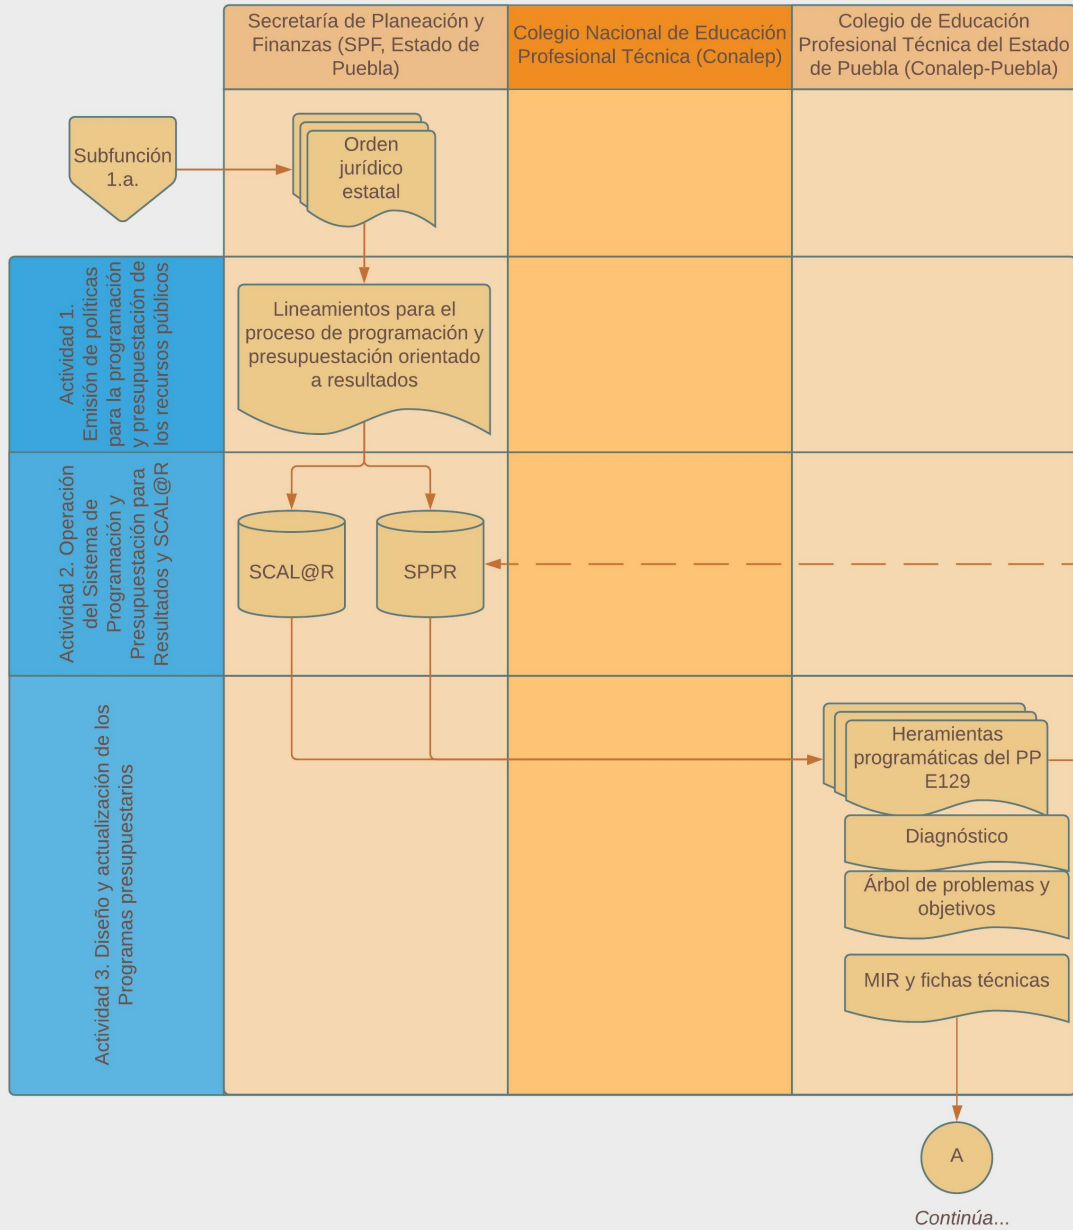 Secretaría de Planeación y
Finanzas (SPF, Estado de
Puebla)
Colegio Nacional de Educación
Profesional Técnica (Conalep)
Colegio de Educación
Profesional Técnica del Estado
de Puebla (Conalep-Puebla)
Subfunción
1.a.
Orden
jurídico
estatal
Actividad 1.
Emisión de políticas
para la programación
y presupuestación de
los recursos públicos
Lineamientos para el
proceso de programación y
presupuestación orientado
a resultados
Actividad 2. Operación
del Sistema de
Programación y
Presupuestación para
Resultados y SCAL@R
SCAL@R
SPPR
Actividad 3. Diseño y actualización de los
Programas presupuestarios
Heramientas
programáticas del PP
E129
Diagnóstico
Árbol de problemas y
objetivos
MIR y fichas técnicas
A
Continúa...